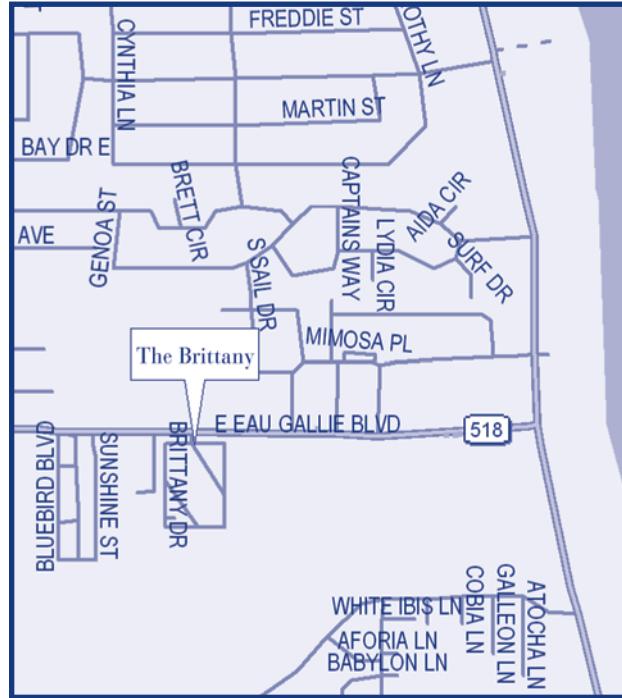 FREDDIE ST
CYNTHIA LN
OTHY LN
MARTIN ST
BAY DR E
BRETT CIR
CAPTAINS WAY
AIDA CIR
GENOA ST
LYDIA CIR
AVE
SURF DR
S SAIL DR
MIMOSA PL
The Brittany
E EAU GALLIE BLVD
518
BLUEBIRD BLVD
SUNSHINE ST
BRITTANY DR
WHITE IBIS LN
COBIA LN
GALLEON LN
ATOCHA LN
AFORIA LN
BABYLON LN